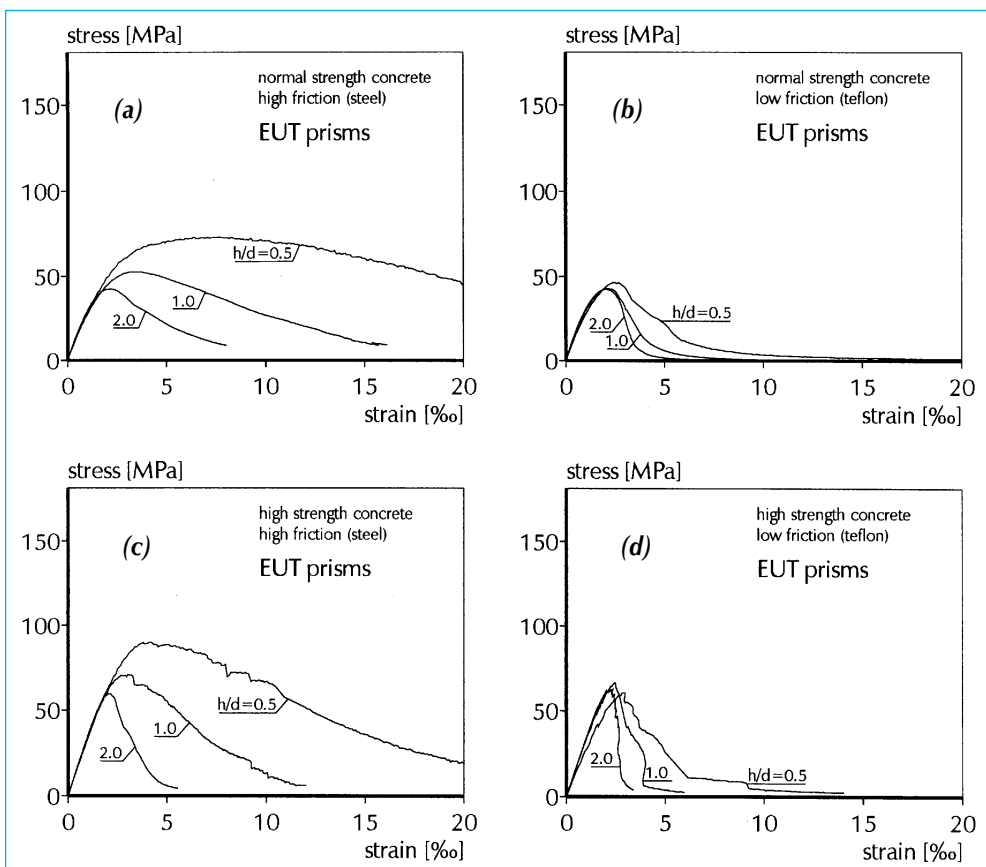 stress [MPa]
150
100
50
0
(a)
normal strength concrete
high friction (steel)
EUT prisms
h/d=0.5
1.0
2.0
0 5 10 15 20
strain [‰]
stress [MPa]
150
100
50
0
(b)
normal strength concrete
low friction (teflon)
EUT prisms
2.0
1.0
h/d=0.5
0 5 10 15 20
strain [‰]
stress [MPa]
150
100
50
0
(c)
high strength concrete
high friction (steel)
EUT prisms
h/d=0.5
1.0
2.0
0 5 10 15 20
strain [‰]
stress [MPa]
150
100
50
0
(d)
high strength concrete
low friction (teflon)
EUT prisms
2.0
1.0
h/d=0.5
0 5 10 15 20
strain [‰]